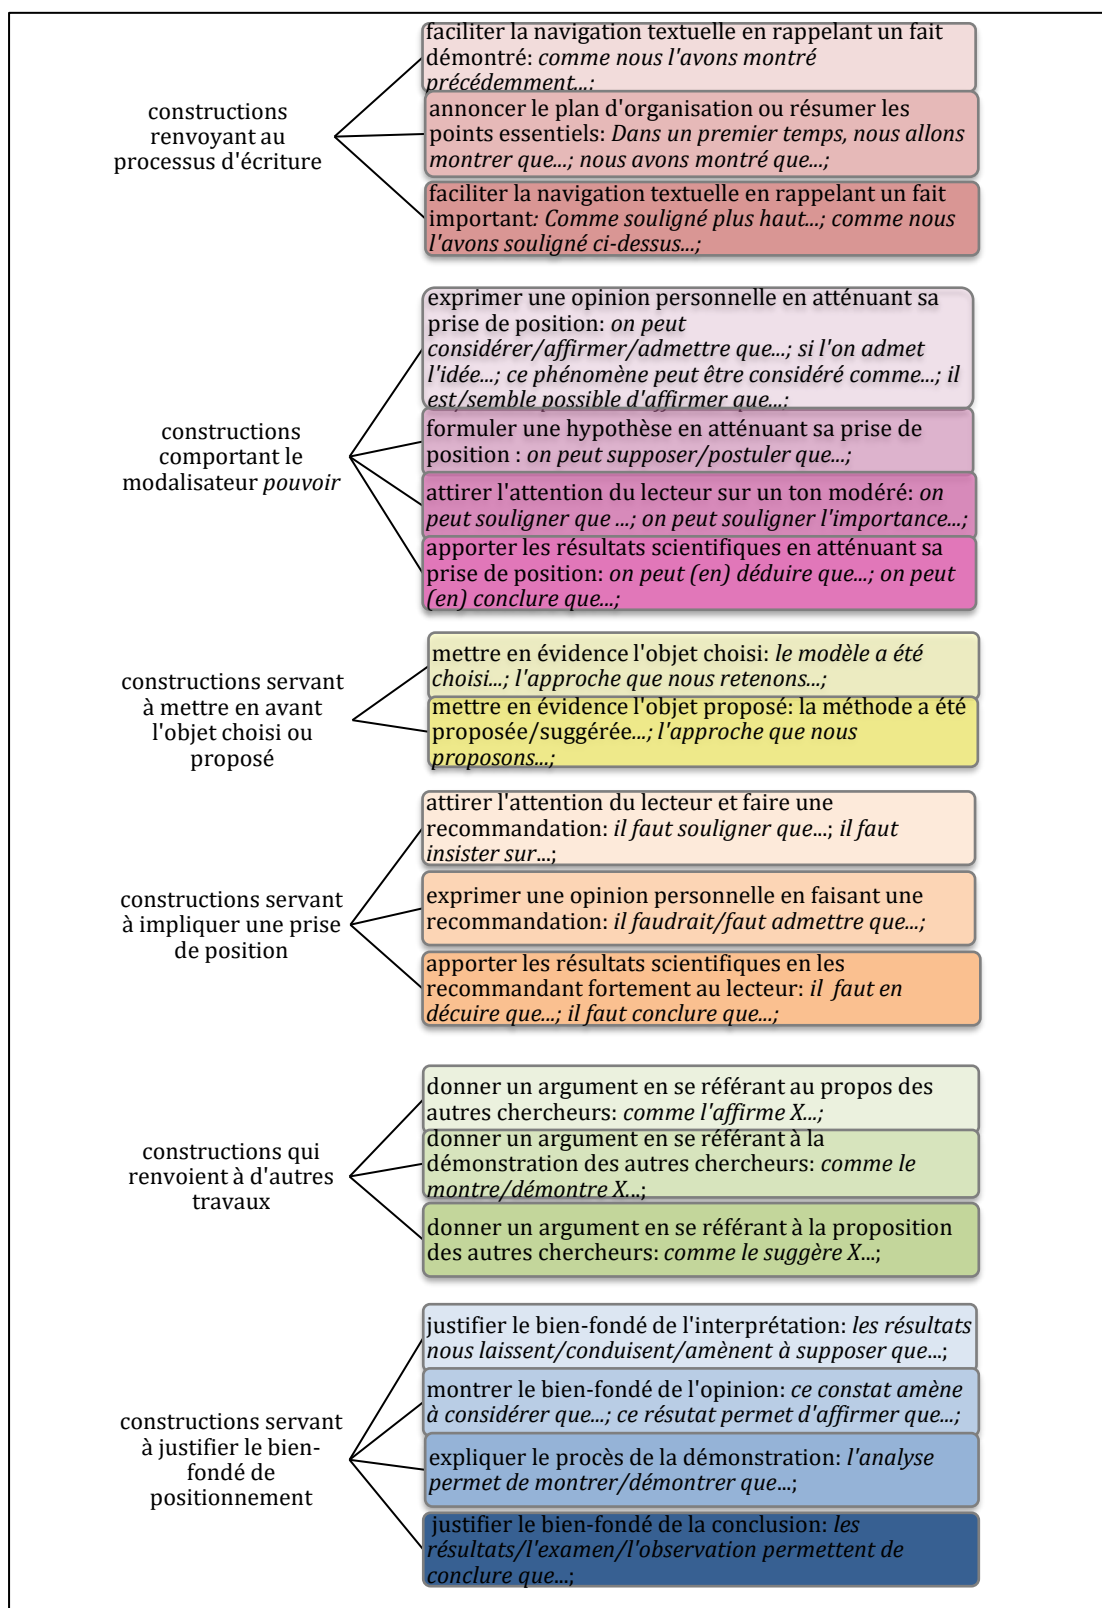 constructions
renvoyant au
processus d'écriture
faciliter la navigation textuelle en rappelant un fait
démontré: comme nous l'avons montré
précédemment...;
annoncer le plan d'organisation ou résumer les
points essentiels: Dans un premier temps, nous allons
montrer que...; nous avons montré que...;
faciliter la navigation textuelle en rappelant un fait
important: Comme souligné plus haut...; comme nous
l'avons souligné ci-dessus...;
constructions
comportant le
modalisateur pouvoir
exprimer une opinion personnelle en atténuant sa
prise de position: on peut
considérer/affirmer/admettre que...; si l'on admet
l'idée...; ce phénomène peut être considéré comme...; il
est/semble possible d'affirmer que...;
formuler une hypothèse en atténuant sa prise de
position : on peut supposer/postuler que...;
attirer l'attention du lecteur sur un ton modéré: on
peut souligner que ...; on peut souligner l'importance...;
apporter les résultats scientifiques en atténuant sa
prise de position: on peut (en) déduire que...; on peut
(en) conclure que...;
constructions servant
à mettre en avant
l'objet choisi ou
proposé
mettre en évidence l'objet choisi: le modèle a été
choisi...; l'approche que nous retenons...;
mettre en évidence l'objet proposé: la méthode a été
proposée/suggérée...; l'approche que nous
proposons...;
constructions servant
à impliquer une prise
de position
attirer l'attention du lecteur et faire une
recommandation: il faut souligner que...; il faut
insister sur...;
exprimer une opinion personnelle en faisant une
recommandation: il faudrait/faut admettre que...;
apporter les résultats scientifiques en les
recommandant fortement au lecteur: il  faut en
décuire que...; il faut conclure que...;
constructions qui
renvoient à d'autres
travaux
donner un argument en se référant au propos des
autres chercheurs: comme l'affirme X...;
donner un argument en se référant à la
démonstration des autres chercheurs: comme le
montre/démontre X...;
donner un argument en se référant à la proposition
des autres chercheurs: comme le suggère X...;
constructions servant
à justifier le bien-
fondé de
positionnement
justifier le bien-fondé de l'interprétation: les résultats
nous laissent/conduisent/amènent à supposer que...;
montrer le bien-fondé de l'opinion: ce constat amène
à considérer que...; ce résutat permet d'affirmer que...;
expliquer le procès de la démonstration: l'analyse
permet de montrer/démontrer que...;
justifier le bien-fondé de la conclusion: les
résultats/l'examen/l'observation permettent de
conclure que...;